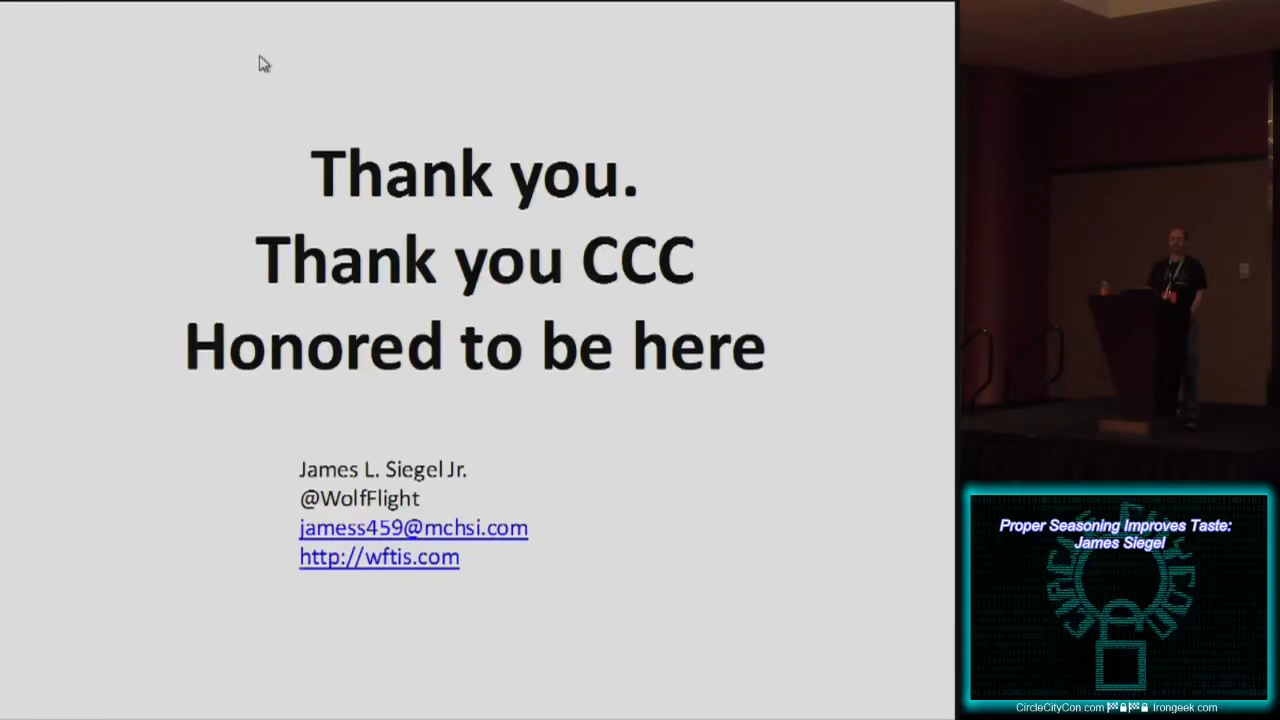 Thank you.
Thank you CCC
Honored to be here
James L. Siegel Jr.
@WolfFlight
jamess459@mchsi.com
http://wftis.com
Proper Seasoning Improves Taste:
James Siegel
CircleCityCon.com Irongeek.com